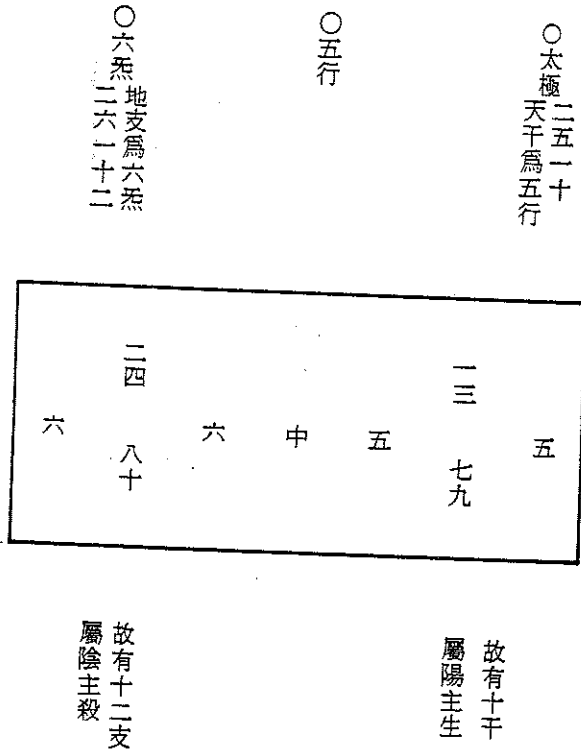 ○太極
二五一十
天干為五行
○五行
○六炁
地支為六炁
二六一十二
五
一三 七九
五
中
六
二四 八十
六
故有十干
屬陽主生
故有十二支
屬陰主殺